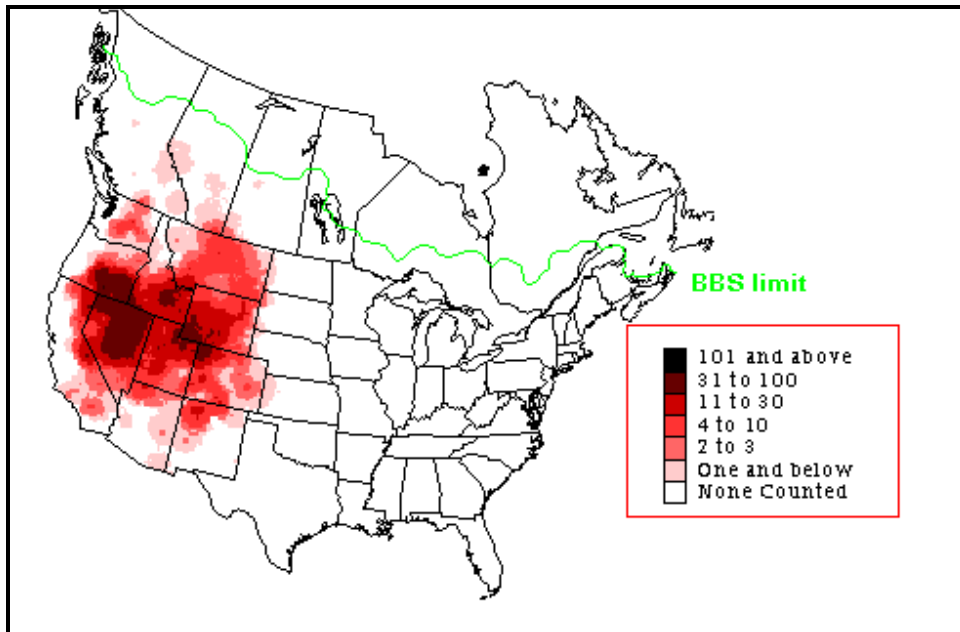 BBS limit
101 and above
31 to 100
11 to 30
4 to 10
2 to 3
One and below
None Counted